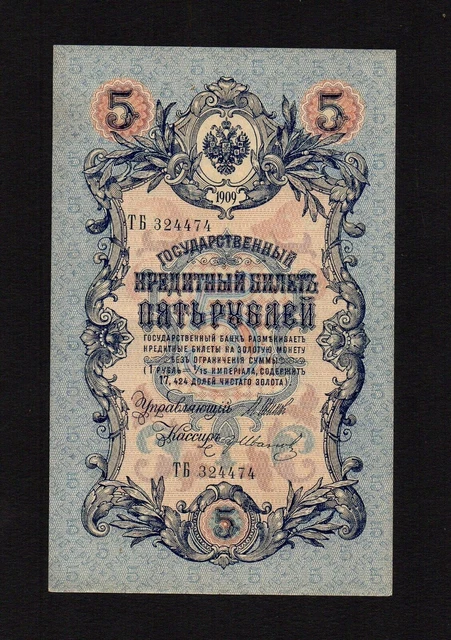 5 5
1909
ТБ 324474
ГОСУДАРСТВЕННЫЙ
КРЕДИТНЫЙ БИЛЕТЪ
ПЯТЬ РУБЛЕЙ
ГОСУДАРСТВЕННЫЙ БАНКЪ РАЗМѢНИВАЕТЪ
КРЕДИТНЫЕ БИЛЕТЫ НА ЗОЛОТУЮ МОНЕТУ
БЕЗЪ ОГРАНИЧЕНІЯ СУММЫ
(1 РУБЛЬ = 1/15 ИМПЕРІАЛА, СОДЕРЖИТЪ
17,424 ДОЛЕЙ ЧИСТАГО ЗОЛОТА).
Управляющій
Кассиръ
ТБ 324474
5